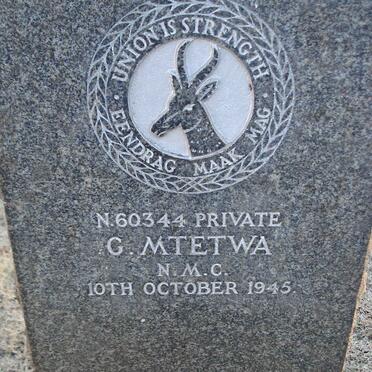 UNION IS STRENGTH
EENDRAG MAAK MAG
N.60344 PRIVATE
G. MTETWA
N.M.C.
10TH OCTOBER 1945.